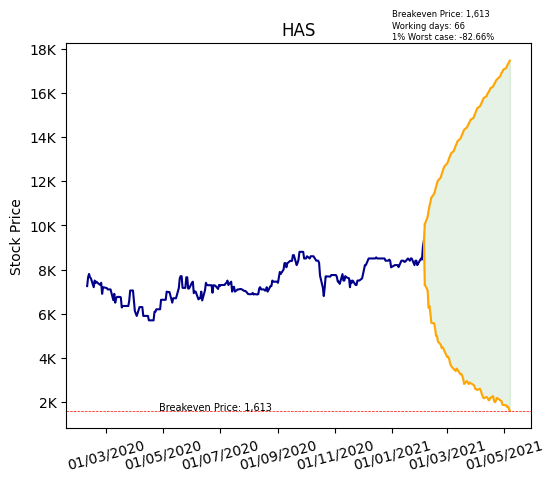 Breakeven Price: 1,613
Working days: 66
1% Worst case: -82.66%
HAS
18K
16K
14K
12K
10K
8K
6K
4K
2K
Stock Price
Breakeven Price: 1,613
01/03/2020
01/05/2020
01/07/2020
01/09/2020
01/11/2020
01/01/2021
01/03/2021
01/05/2021